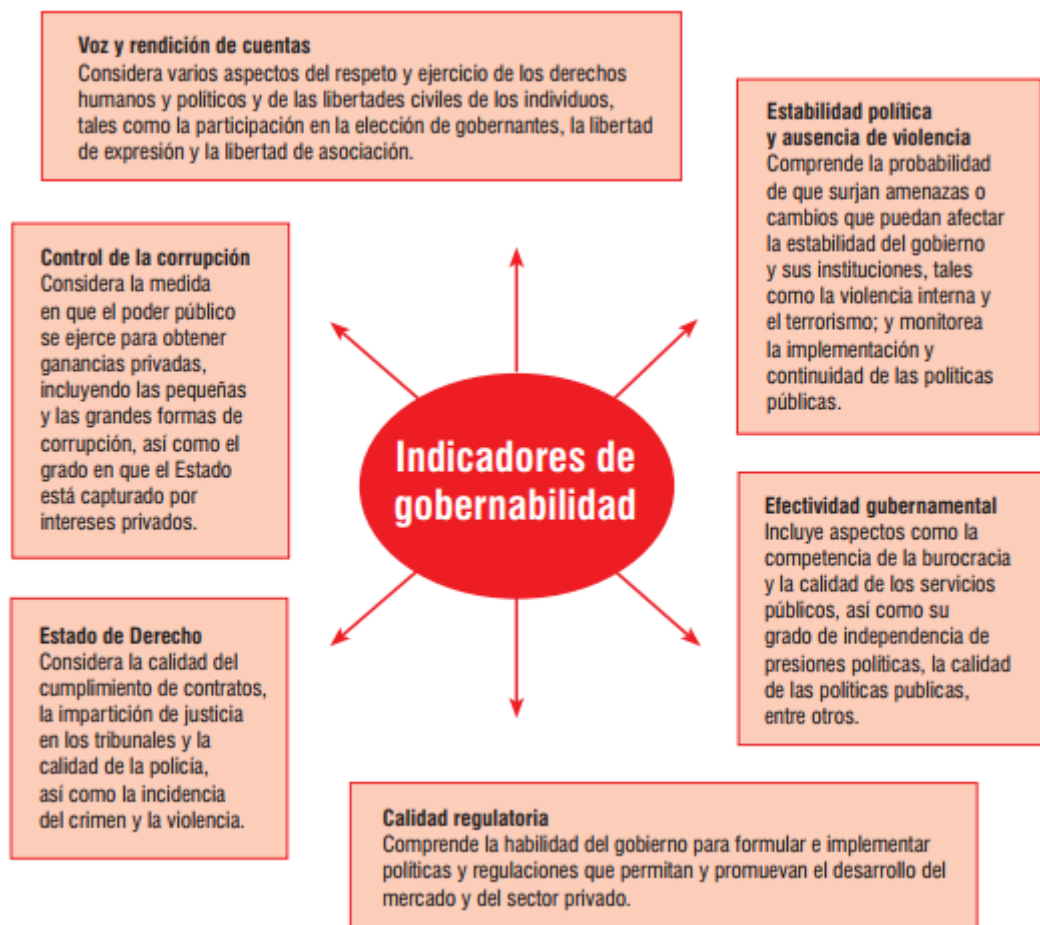 Voz y rendición de cuentas
Considera varios aspectos del respeto y ejercicio de los derechos
humanos y políticos y de las libertades civiles de los individuos,
tales como la participación en la elección de gobernantes, la libertad
de expresión y la libertad de asociación.
Estabilidad política
y ausencia de violencia
Comprende la probabilidad
de que surjan amenazas o
cambios que puedan afectar
la estabilidad del gobierno
y sus instituciones, tales
como la violencia interna y
el terrorismo; y monitorea
la implementación y
continuidad de las políticas
públicas.
Control de la corrupción
Considera la medida
en que el poder público
se ejerce para obtener
ganancias privadas,
incluyendo las pequeñas
y las grandes formas de
corrupción, así como el
grado en que el Estado
está capturado por
intereses privados.
Indicadores de
gobernabilidad
Efectividad gubernamental
Incluye aspectos como la
competencia de la burocracia
y la calidad de los servicios
públicos, así como su
grado de independencia de
presiones políticas, la calidad
de las políticas publicas,
entre otros.
Estado de Derecho
Considera la calidad del
cumplimiento de contratos,
la impartición de justicia
en los tribunales y la
calidad de la policía,
así como la incidencia
del crimen y la violencia.
Calidad regulatoria
Comprende la habilidad del gobierno para formular e implementar
políticas y regulaciones que permitan y promuevan el desarrollo del
mercado y del sector privado.